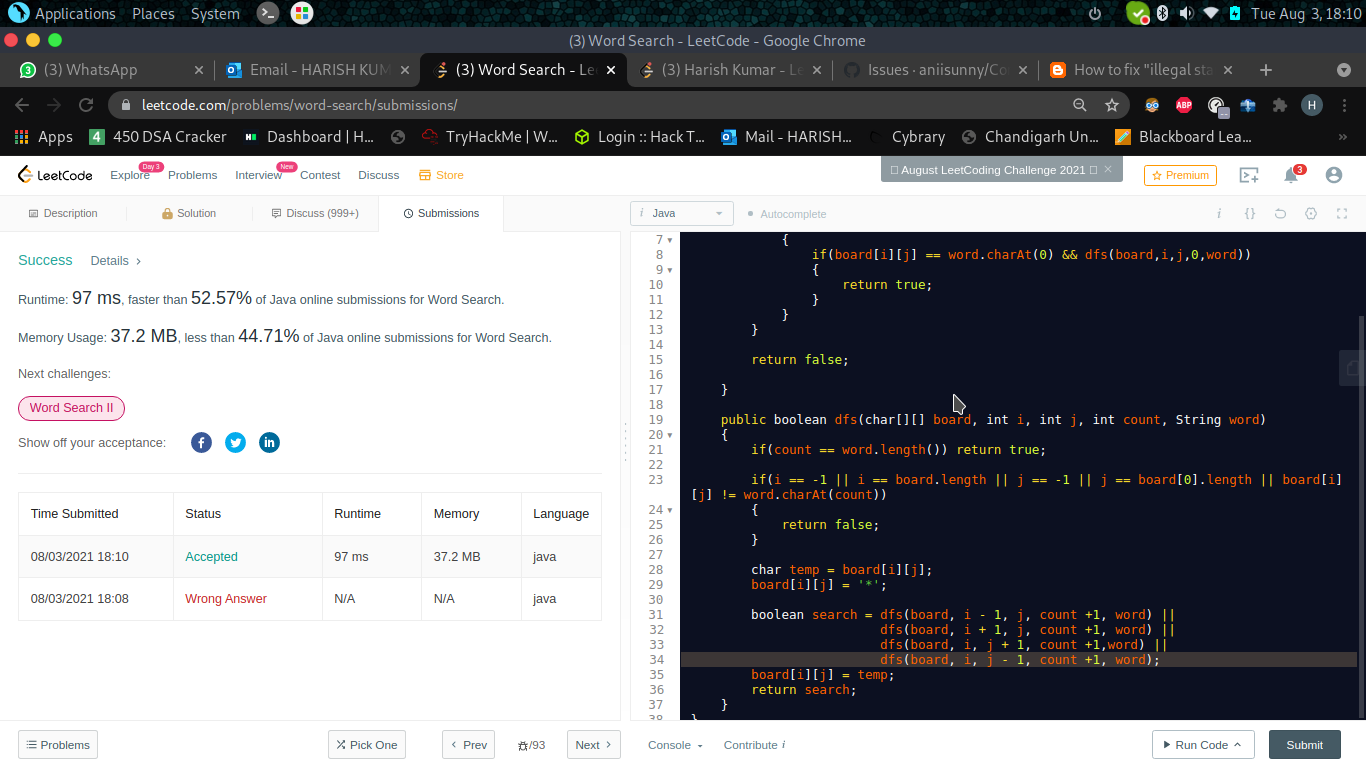 Applications Places System Tue Aug 3, 18:10
(3) Word Search - LeetCode - Google Chrome
3 (3) WhatsApp × Email - HARISH KUM × (3) Word Search - Le × (3) Harish Kumar - Le × Issues · aniisunny/Co × How to fix "illegal sta × +
leetcode.com/problems/word-search/submissions/ ABP H
Apps 4 450 DSA Cracker Dashboard | H... TryHackMe | W... Login :: Hack T... Mail - HARISH... Cybrary Chandigarh Un... Blackboard Lea... »
LeetCode Explore Day 3 Problems Interview New Contest Discuss Store August LeetCoding Challenge 2021 × Premium 3
Description Solution Discuss (999+) Submissions
i Java Autocomplete i {}
Success Details >
Runtime: 97 ms, faster than 52.57% of Java online submissions for Word Search.
Memory Usage: 37.2 MB, less than 44.71% of Java online submissions for Word Search.
Next challenges:
Word Search II
Show off your acceptance:
Time Submitted Status Runtime Memory Language
08/03/2021 18:10 Accepted 97 ms 37.2 MB java
08/03/2021 18:08 Wrong Answer N/A N/A java
7 {
8 if(board[i][j] == word.charAt(0) && dfs(board,i,j,0,word))
9 {
10 return true;
11 }
12 }
13 }
14
15 return false;
16
17 }
18
19 public boolean dfs(char[][] board, int i, int j, int count, String word)
20 {
21 if(count == word.length()) return true;
22
23 if(i == -1 || i == board.length || j == -1 || j == board[0].length || board[i]
[j] != word.charAt(count))
24 {
25 return false;
26 }
27
28 char temp = board[i][j];
29 board[i][j] = '*';
30
31 boolean search = dfs(board, i - 1, j, count +1, word) ||
32 dfs(board, i + 1, j, count +1, word) ||
33 dfs(board, i, j + 1, count +1,word) ||
34 dfs(board, i, j - 1, count +1, word);
35 board[i][j] = temp;
36 return search;
37 }
38 }
Problems Pick One < Prev /93 Next > Console Contribute i Run Code Submit